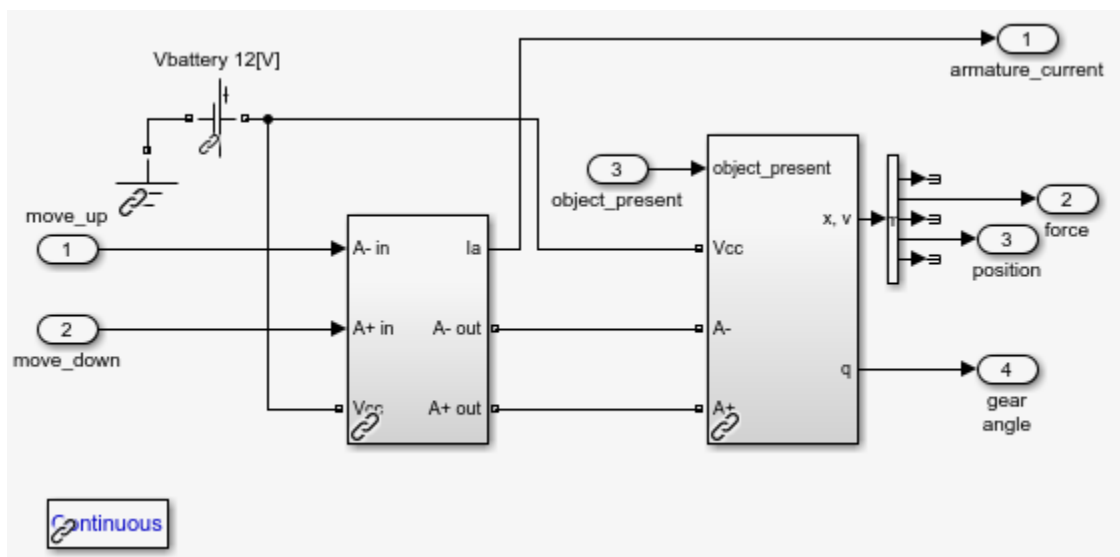 1
armature_current
Vbattery 12[V]
3
object_present
object_present
x, v
2
force
3
position
move_up
1
A- in
Ia
Vcc
2
move_down
A+ in
A- out
A-
q
4
gear
angle
Vcc
A+ out
A+
Continuous